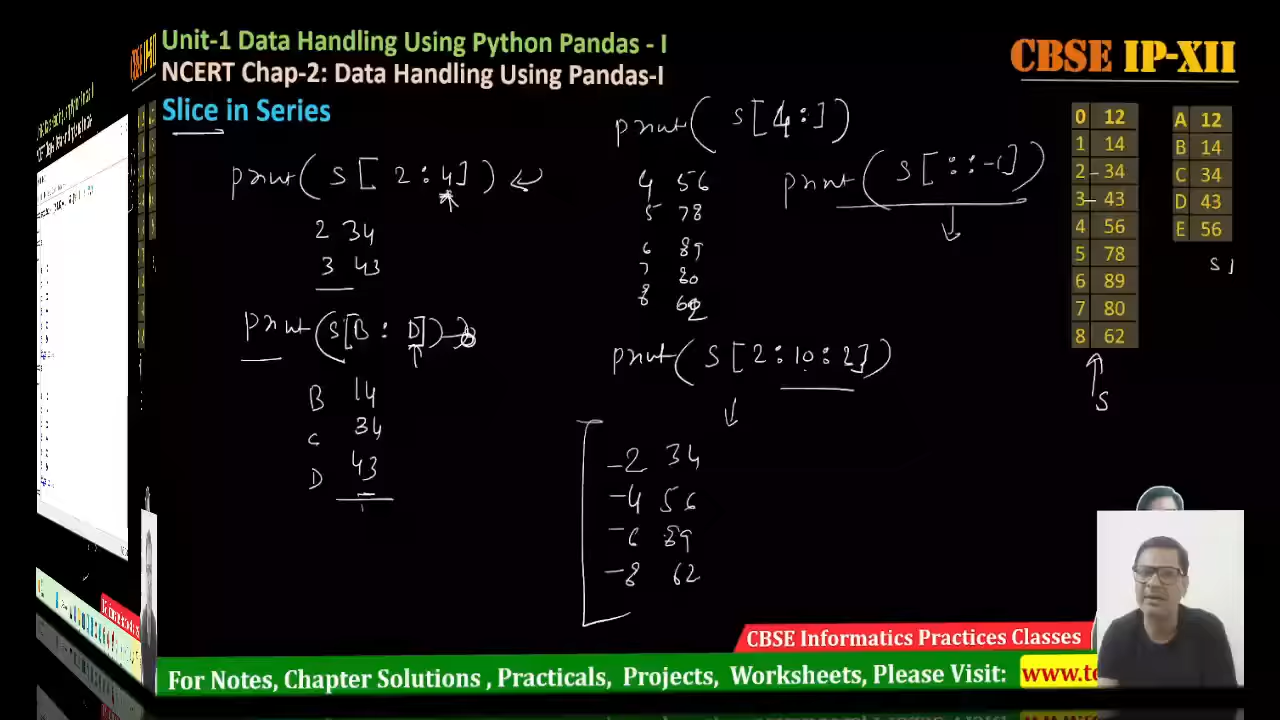 Unit-1 Data Handling Using Python Pandas - I
NCERT Chap-2: Data Handling Using Pandas-I
Slice in Series
CBSE IP-XII
print( S[ 2 : 4] )
2 34
3 43
print(S[B : D])
B 14
C 34
D 43
print( S[4:])
4 56
5 78
6 89
7 80
8 62
print( S[: : -1])
print( S[2 : 10 : 2])
-2 34
-4 56
-6 89
-8 62
0 12
1 14
2 34
3 43
4 56
5 78
6 89
7 80
8 62
S
A 12
B 14
C 34
D 43
E 56
S1
CBSE Informatics Practices Classes
For Notes, Chapter Solutions , Practicals, Projects, Worksheets, Please Visit: